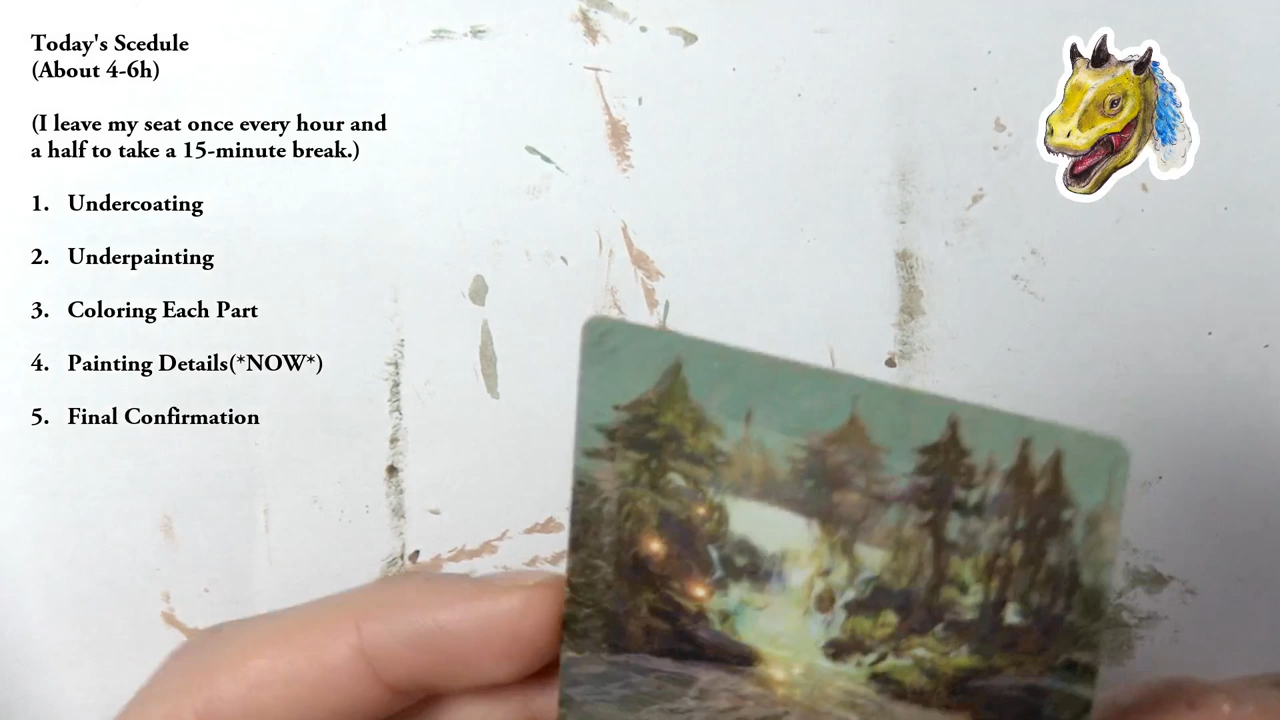 Today's Scedule
(About 4-6h)
(I leave my seat once every hour and
a half to take a 15-minute break.)
1. Undercoating
2. Underpainting
3. Coloring Each Part
4. Painting Details(*NOW*)
5. Final Confirmation